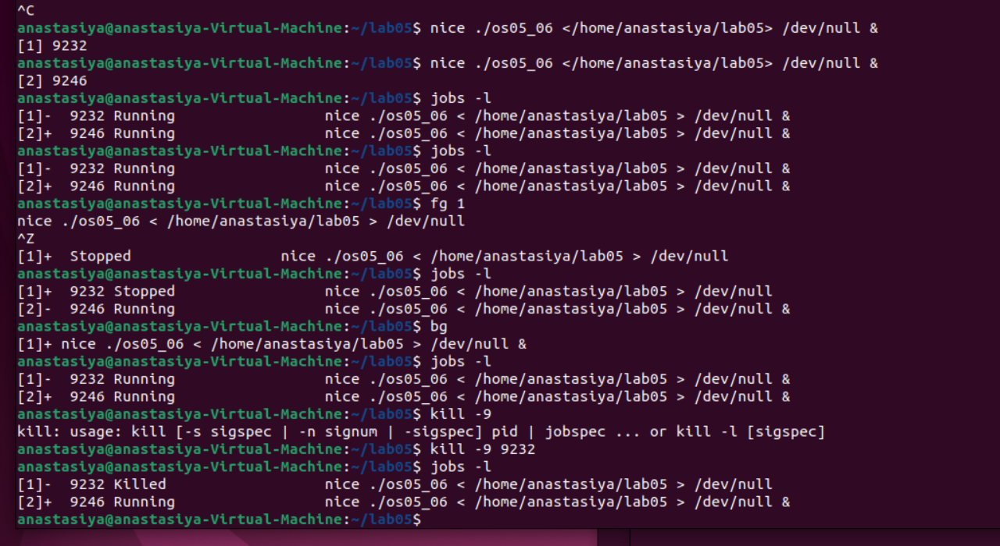 ^C
anastasiya@anastasiya-Virtual-Machine:~/lab05$ nice ./os05_06 </home/anastasiya/lab05> /dev/null &
[1] 9232
anastasiya@anastasiya-Virtual-Machine:~/lab05$ nice ./os05_06 </home/anastasiya/lab05> /dev/null &
[2] 9246
anastasiya@anastasiya-Virtual-Machine:~/lab05$ jobs -l
[1]-  9232 Running                 nice ./os05_06 < /home/anastasiya/lab05 > /dev/null &
[2]+  9246 Running                 nice ./os05_06 < /home/anastasiya/lab05 > /dev/null &
anastasiya@anastasiya-Virtual-Machine:~/lab05$ jobs -l
[1]-  9232 Running                 nice ./os05_06 < /home/anastasiya/lab05 > /dev/null &
[2]+  9246 Running                 nice ./os05_06 < /home/anastasiya/lab05 > /dev/null &
anastasiya@anastasiya-Virtual-Machine:~/lab05$ fg 1
nice ./os05_06 < /home/anastasiya/lab05 > /dev/null
^Z
[1]+  Stopped                 nice ./os05_06 < /home/anastasiya/lab05 > /dev/null
anastasiya@anastasiya-Virtual-Machine:~/lab05$ jobs -l
[1]+  9232 Stopped                 nice ./os05_06 < /home/anastasiya/lab05 > /dev/null
[2]-  9246 Running                 nice ./os05_06 < /home/anastasiya/lab05 > /dev/null &
anastasiya@anastasiya-Virtual-Machine:~/lab05$ bg
[1]+ nice ./os05_06 < /home/anastasiya/lab05 > /dev/null &
anastasiya@anastasiya-Virtual-Machine:~/lab05$ jobs -l
[1]-  9232 Running                 nice ./os05_06 < /home/anastasiya/lab05 > /dev/null &
[2]+  9246 Running                 nice ./os05_06 < /home/anastasiya/lab05 > /dev/null &
anastasiya@anastasiya-Virtual-Machine:~/lab05$ kill -9
kill: usage: kill [-s sigspec | -n signum | -sigspec] pid | jobspec ... or kill -l [sigspec]
anastasiya@anastasiya-Virtual-Machine:~/lab05$ kill -9 9232
anastasiya@anastasiya-Virtual-Machine:~/lab05$ jobs -l
[1]-  9232 Killed                  nice ./os05_06 < /home/anastasiya/lab05 > /dev/null
[2]+  9246 Running                 nice ./os05_06 < /home/anastasiya/lab05 > /dev/null &
anastasiya@anastasiya-Virtual-Machine:~/lab05$